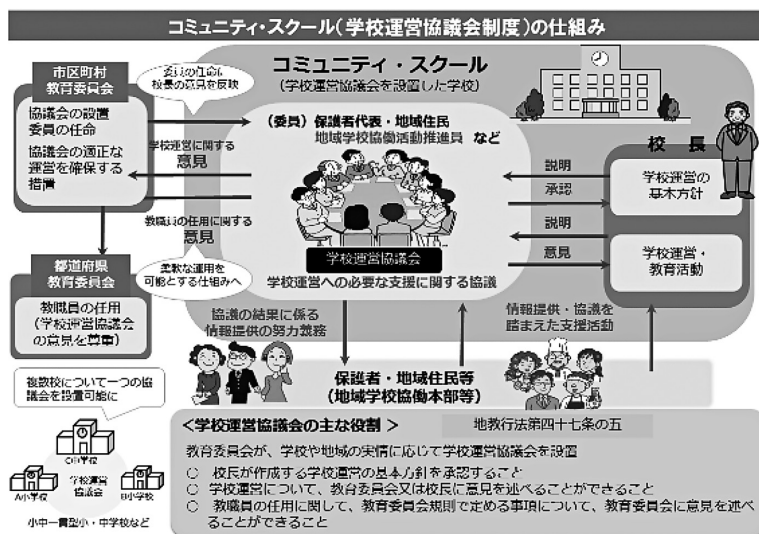 コミュニティ・スクール(学校運営協議会制度)の仕組み
市区町村
教育委員会
協議会の設置
委員の任命
協議会の適正な
運営を確保する
措置
委員の任命に
校長の意見を反映
コミュニティ・スクール
(学校運営協議会を設置した学校)
(委員)保護者代表・地域住民
地域学校協働活動推進員 など
学校運営に関する
意見
教職員の任用に関する
意見
柔軟な運用を
可能とする仕組みへ
学校運営協議会
学校運営への必要な支援に関する協議
校長
説明
承認
学校運営の
基本方針
説明
意見
学校運営・
教育活動
都道府県
教育委員会
教職員の任用
(学校運営協議会
の意見を尊重)
協議の結果に係る
情報提供の努力義務
情報提供・協議を
踏まえた支援活動
保護者・地域住民等
(地域学校協働本部等)
複数校について一つの協
議会を設置可能に
C中学校
学校運営
協議会
A小学校
B小学校
小中一貫型小・中学校など
<学校運営協議会の主な役割>
地教行法第四十七条の五
教育委員会が、学校や地域の実情に応じて学校運営協議会を設置
○ 校長が作成する学校運営の基本方針を承認すること
○ 学校運営について、教育委員会又は校長に意見を述べることができること
○ 教職員の任用に関して、教育委員会規則で定める事項について、教育委員会に意見を述べ
ることができること